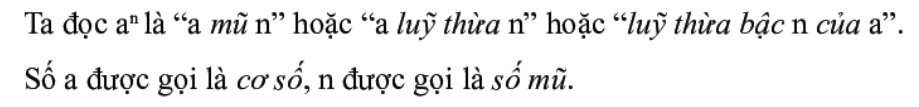 Ta đọc aⁿ là “a mũ n” hoặc “a luỹ thừa n” hoặc “luỹ thừa bậc n của a”.
Số a được gọi là cơ số, n được gọi là số mũ.